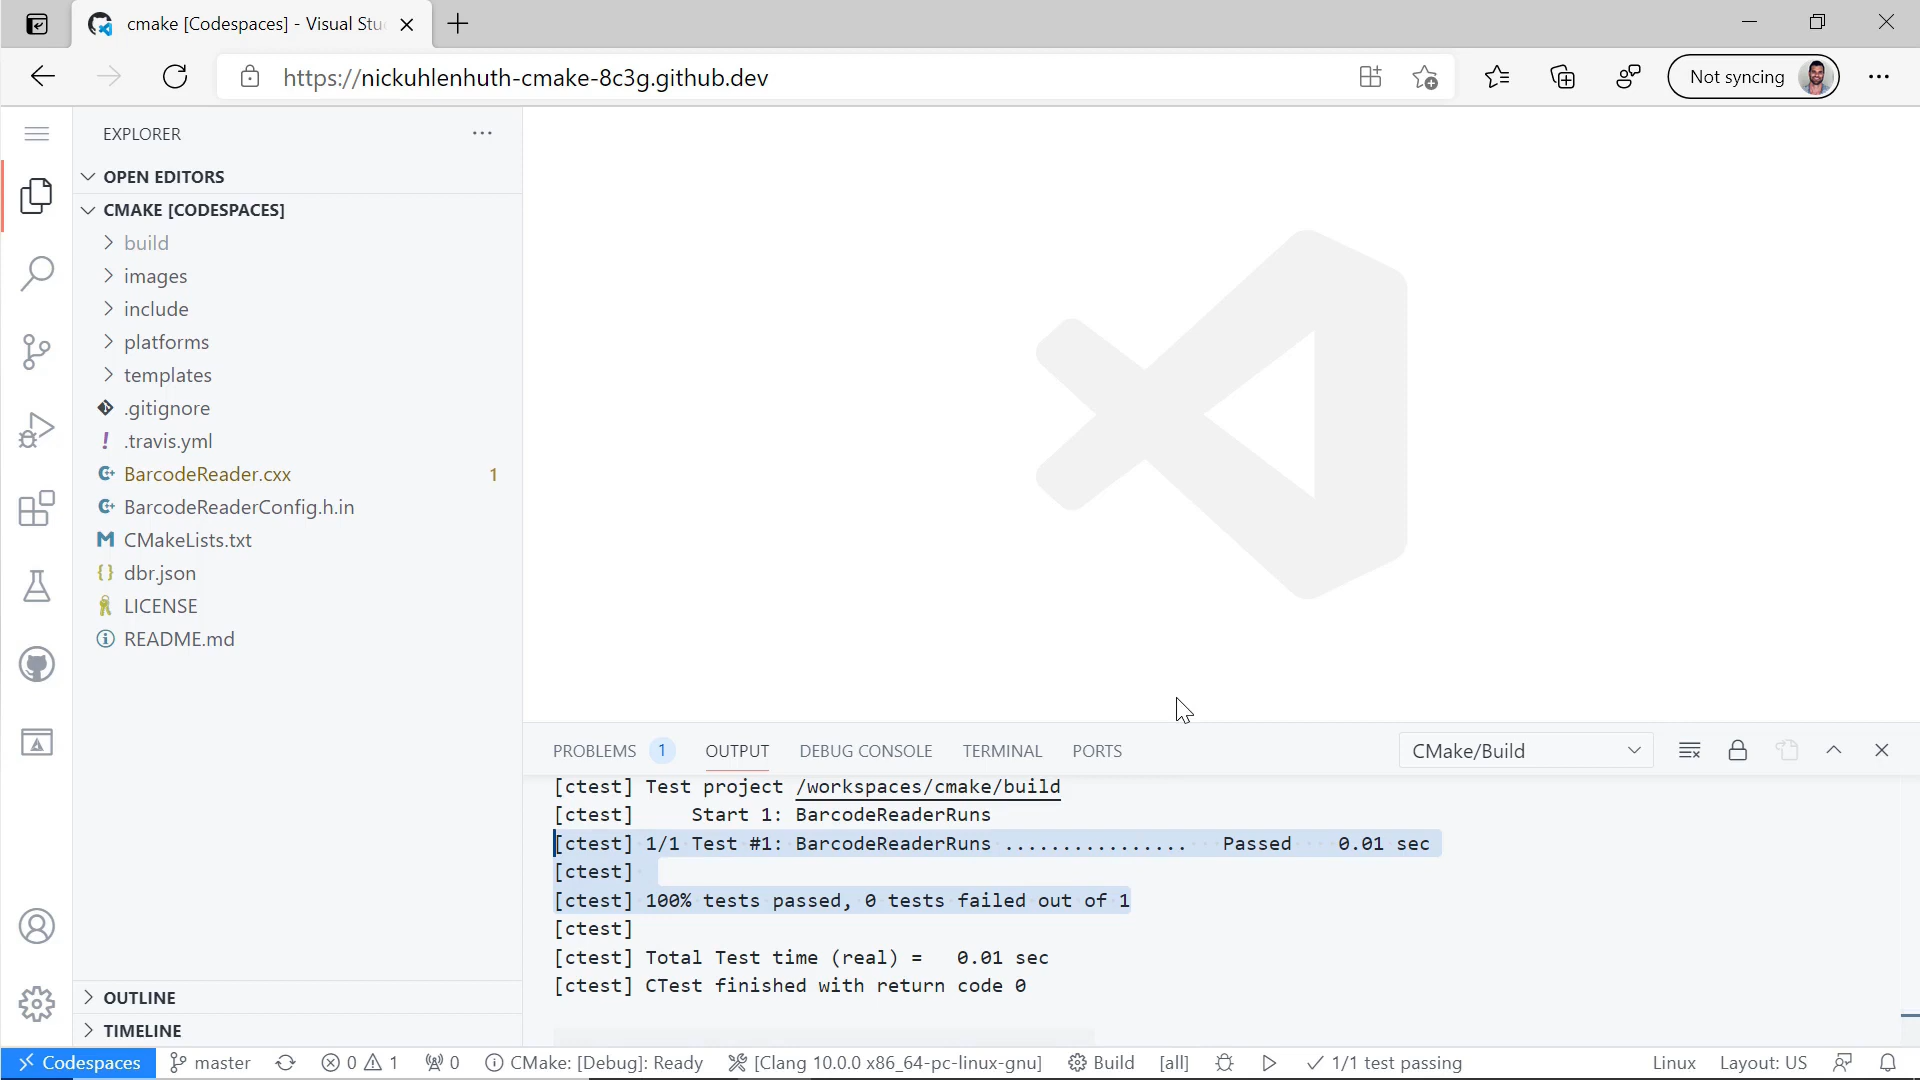 cmake [Codespaces] - Visual Stu
https://nickuhlenhuth-cmake-8c3g.github.dev
Not syncing
EXPLORER
OPEN EDITORS
CMAKE [CODESPACES]
build
images
include
platforms
templates
.gitignore
.travis.yml
BarcodeReader.cxx 1
BarcodeReaderConfig.h.in
CMakeLists.txt
dbr.json
LICENSE
README.md
OUTLINE
TIMELINE
PROBLEMS 1 OUTPUT DEBUG CONSOLE TERMINAL PORTS CMake/Build
[ctest] Test project /workspaces/cmake/build
[ctest]     Start 1: BarcodeReaderRuns
[ctest] 1/1 Test #1: BarcodeReaderRuns ................   Passed    0.01 sec
[ctest]
[ctest] 100% tests passed, 0 tests failed out of 1
[ctest]
[ctest] Total Test time (real) =   0.01 sec
[ctest] CTest finished with return code 0
Codespaces master 0 1 0 CMake: [Debug]: Ready [Clang 10.0.0 x86_64-pc-linux-gnu] Build [all] 1/1 test passing Linux Layout: US